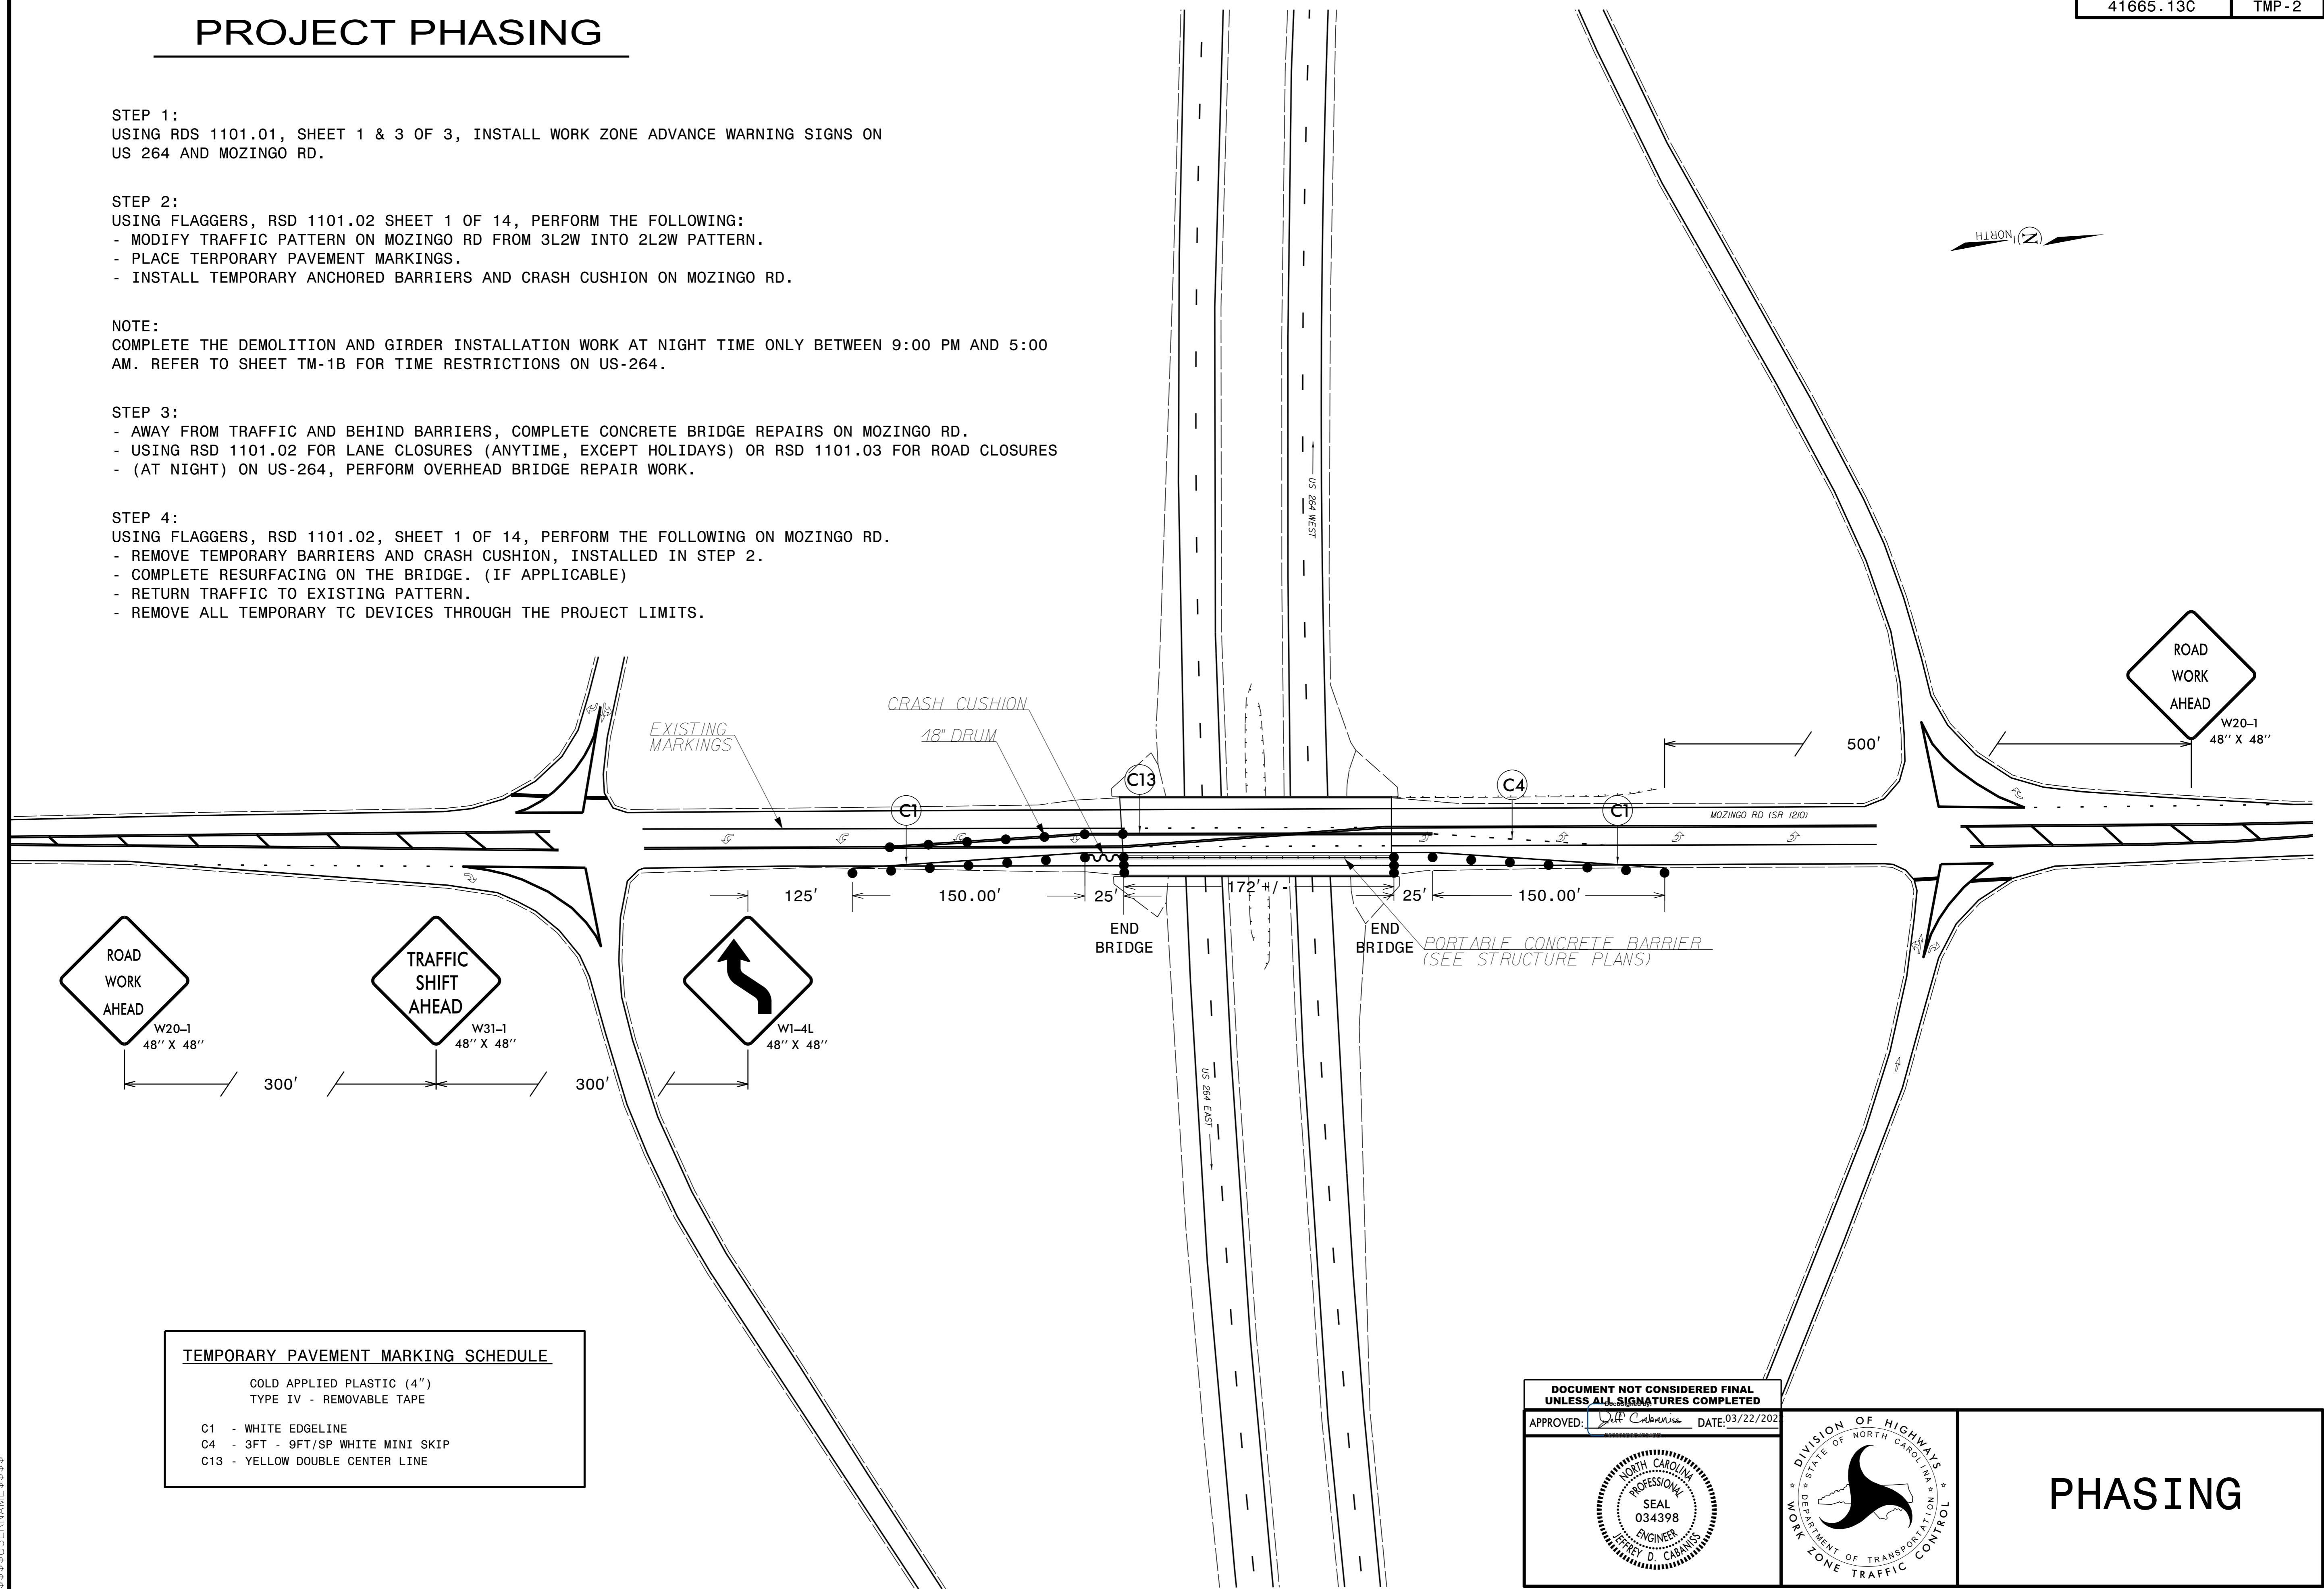 41665.13C
TMP-2
PROJECT PHASING
STEP 1:
USING RDS 1101.01, SHEET 1 & 3 OF 3, INSTALL WORK ZONE ADVANCE WARNING SIGNS ON
US 264 AND MOZINGO RD.
STEP 2:
USING FLAGGERS, RSD 1101.02 SHEET 1 OF 14, PERFORM THE FOLLOWING:
- MODIFY TRAFFIC PATTERN ON MOZINGO RD FROM 3L2W INTO 2L2W PATTERN.
- PLACE TERPORARY PAVEMENT MARKINGS.
- INSTALL TEMPORARY ANCHORED BARRIERS AND CRASH CUSHION ON MOZINGO RD.
NOTE:
COMPLETE THE DEMOLITION AND GIRDER INSTALLATION WORK AT NIGHT TIME ONLY BETWEEN 9:00 PM AND 5:00
AM. REFER TO SHEET TM-1B FOR TIME RESTRICTIONS ON US-264.
STEP 3:
- AWAY FROM TRAFFIC AND BEHIND BARRIERS, COMPLETE CONCRETE BRIDGE REPAIRS ON MOZINGO RD.
- USING RSD 1101.02 FOR LANE CLOSURES (ANYTIME, EXCEPT HOLIDAYS) OR RSD 1101.03 FOR ROAD CLOSURES
- (AT NIGHT) ON US-264, PERFORM OVERHEAD BRIDGE REPAIR WORK.
STEP 4:
USING FLAGGERS, RSD 1101.02, SHEET 1 OF 14, PERFORM THE FOLLOWING ON MOZINGO RD.
- REMOVE TEMPORARY BARRIERS AND CRASH CUSHION, INSTALLED IN STEP 2.
- COMPLETE RESURFACING ON THE BRIDGE. (IF APPLICABLE)
- RETURN TRAFFIC TO EXISTING PATTERN.
- REMOVE ALL TEMPORARY TC DEVICES THROUGH THE PROJECT LIMITS.
N
NORTH
US 264 WEST
ROAD
WORK
AHEAD
W20-1
48'' X 48''
500'
CRASH CUSHION
48" DRUM
EXISTING
MARKINGS
C1
C13
C4
C1
MOZINGO RD (SR 1210)
125'
150.00'
25'
172'+/-
25'
150.00'
END
BRIDGE
END
BRIDGE
PORTABLE CONCRETE BARRIER
(SEE STRUCTURE PLANS)
ROAD
WORK
AHEAD
W20-1
48'' X 48''
TRAFFIC
SHIFT
AHEAD
W31-1
48'' X 48''
W1-4L
48'' X 48''
300'
300'
US 264 EAST
TEMPORARY PAVEMENT MARKING SCHEDULE
COLD APPLIED PLASTIC (4")
TYPE IV - REMOVABLE TAPE
C1 - WHITE EDGELINE
C4 - 3FT - 9FT/SP WHITE MINI SKIP
C13 - YELLOW DOUBLE CENTER LINE
DOCUMENT NOT CONSIDERED FINAL
UNLESS ALL SIGNATURES COMPLETED
APPROVED: Jeff Cabaniss DATE:
NORTH CAROLINA
PROFESSIONAL
SEAL
034398
ENGINEER
JEFFREY D. CABANISS
DIVISION OF HIGHWAYS
STATE OF NORTH CAROLINA
DEPARTMENT OF TRANSPORTATION
WORK ZONE TRAFFIC CONTROL
PHASING